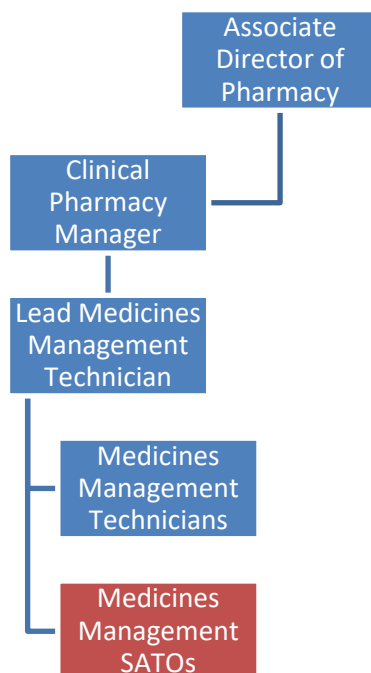 Associate
Director of
Pharmacy
Clinical
Pharmacy
Manager
Lead Medicines
Management
Technician
Medicines
Management
Technicians
Medicines
Management
SATOs